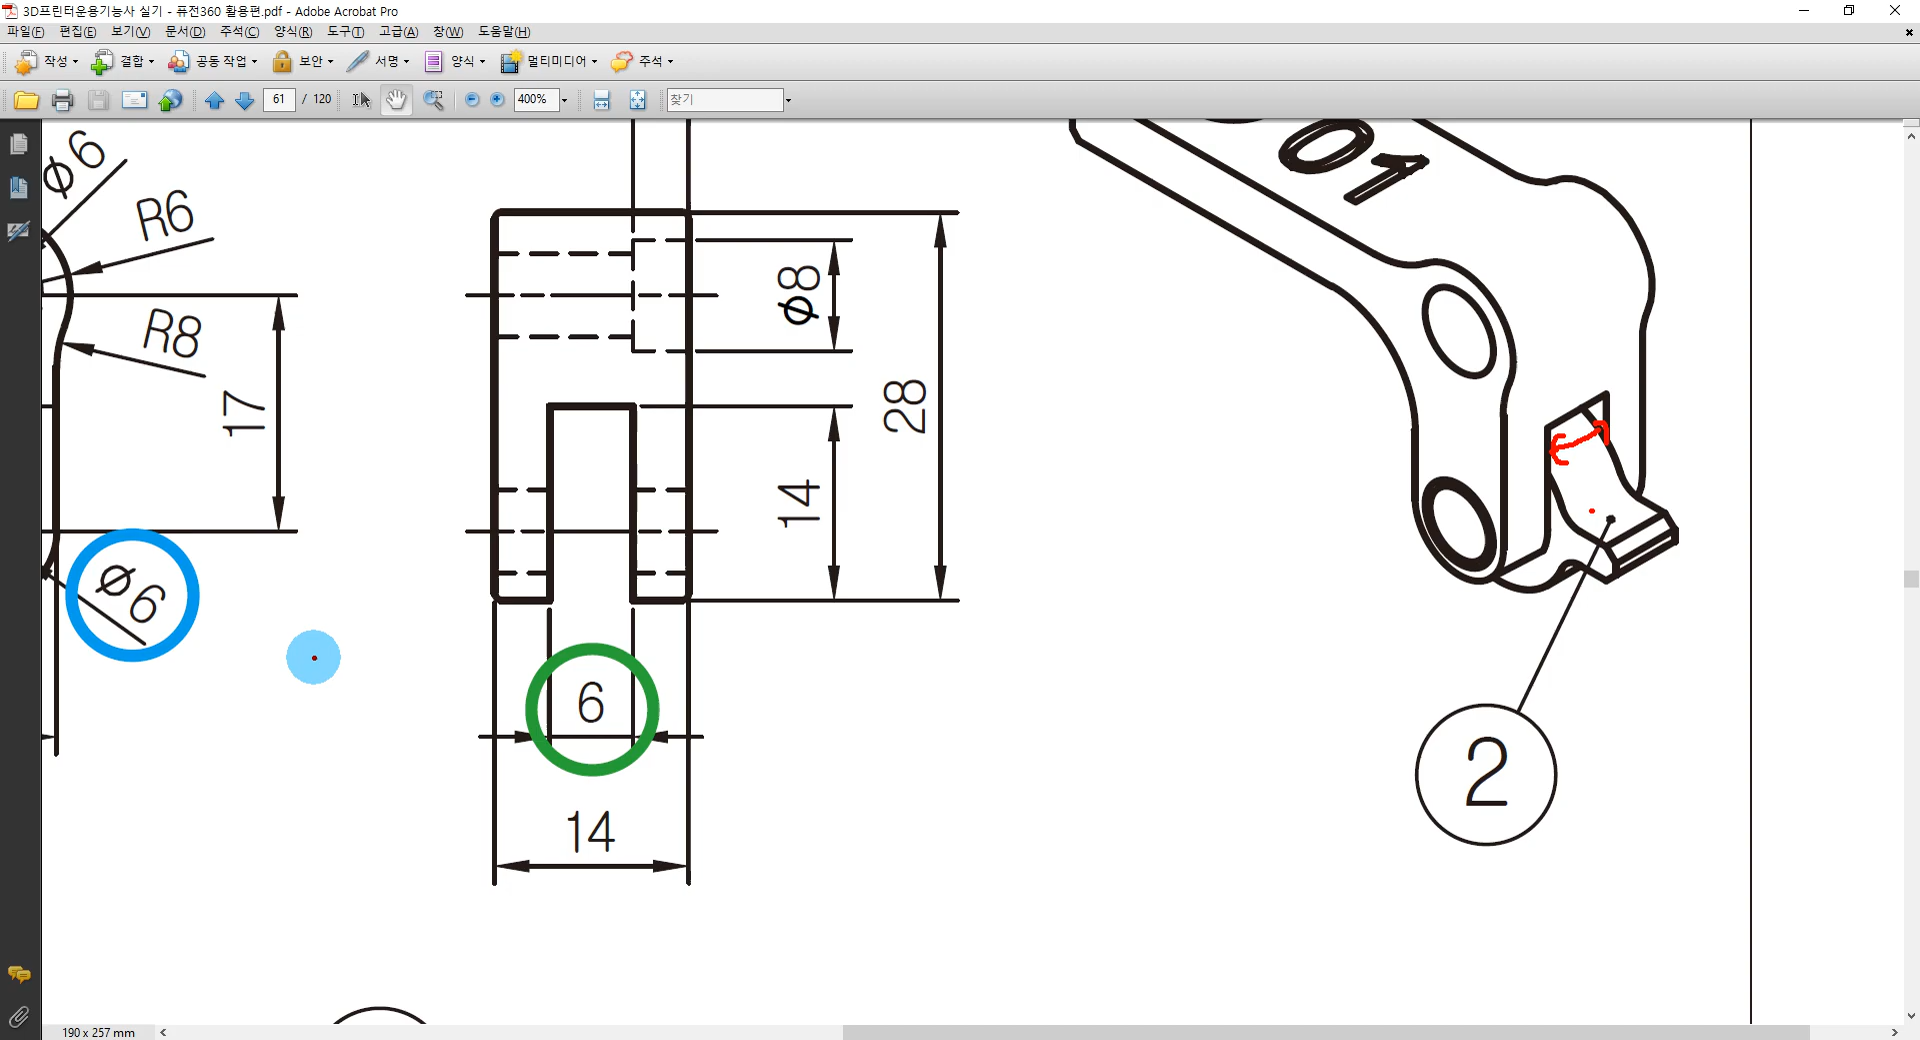 3D프린터운용기능사 실기 - 퓨전360 활용편.pdf - Adobe Acrobat Pro
파일(F) 편집(E) 보기(V) 문서(D) 주석(C) 양식(R) 도구(T) 고급(A) 창(W) 도움말(H)
작성 결합 공동 작업 보안 서명 양식 멀티미디어 주석
61 / 120 400% 찾기
ϕ6
R6
R8
17
ϕ6
ϕ8
28
14
6
14
01
2
190 x 257 mm